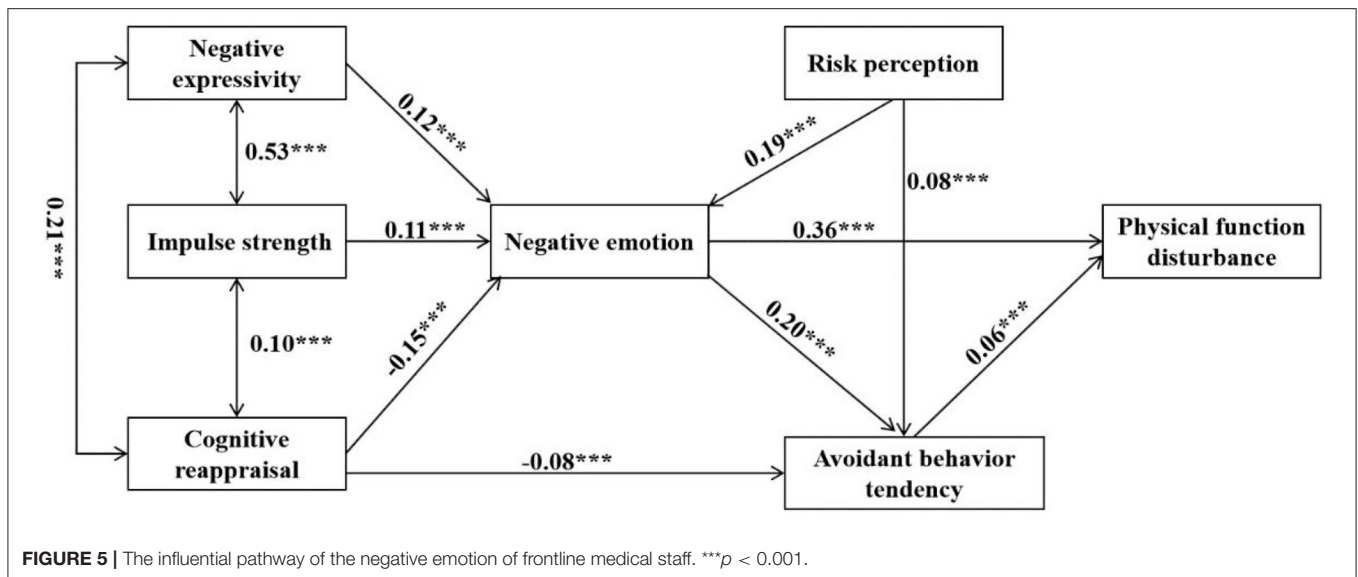 Negative
expressivity
Risk perception
0.12***
0.19***
0.53***
0.08***
0.21***
Impulse strength
0.11***
Negative emotion
0.36***
Physical function
disturbance
0.10***
-0.15***
0.20***
0.06***
Cognitive
reappraisal
-0.08***
Avoidant behavior
tendency
FIGURE 5 | The influential pathway of the negative emotion of frontline medical staff. ***p < 0.001.